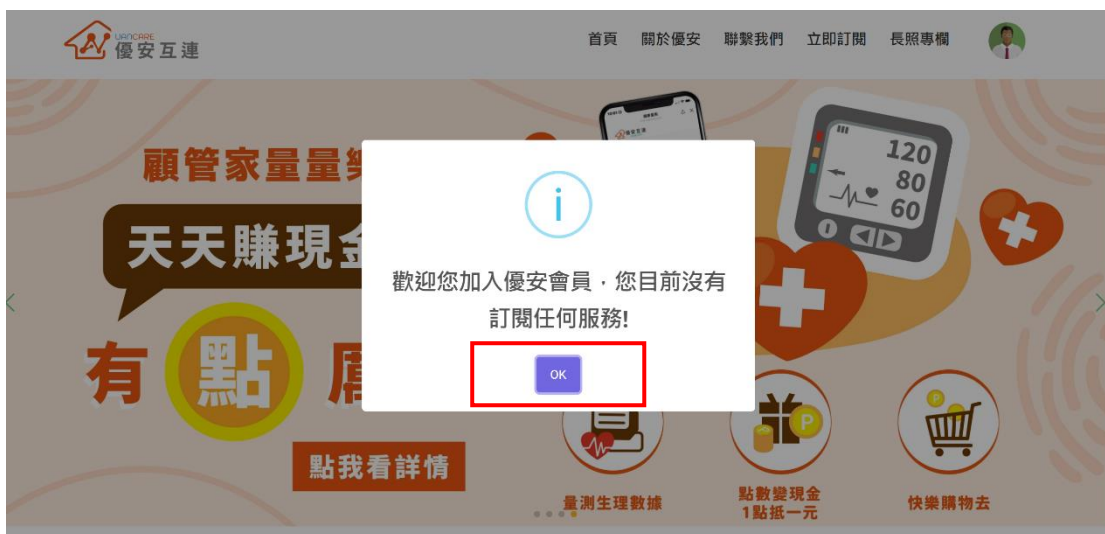 UANCARE
優安互連
首頁 關於優安 聯繫我們 立即訂閱 長照專欄
顧管家量量
天天賺現金
有 點
點我看詳情
120
80
60
i
歡迎您加入優安會員，您目前沒有
訂閱任何服務!
OK
P
P
量測生理數據
點數變現金
1點抵一元
快樂購物去